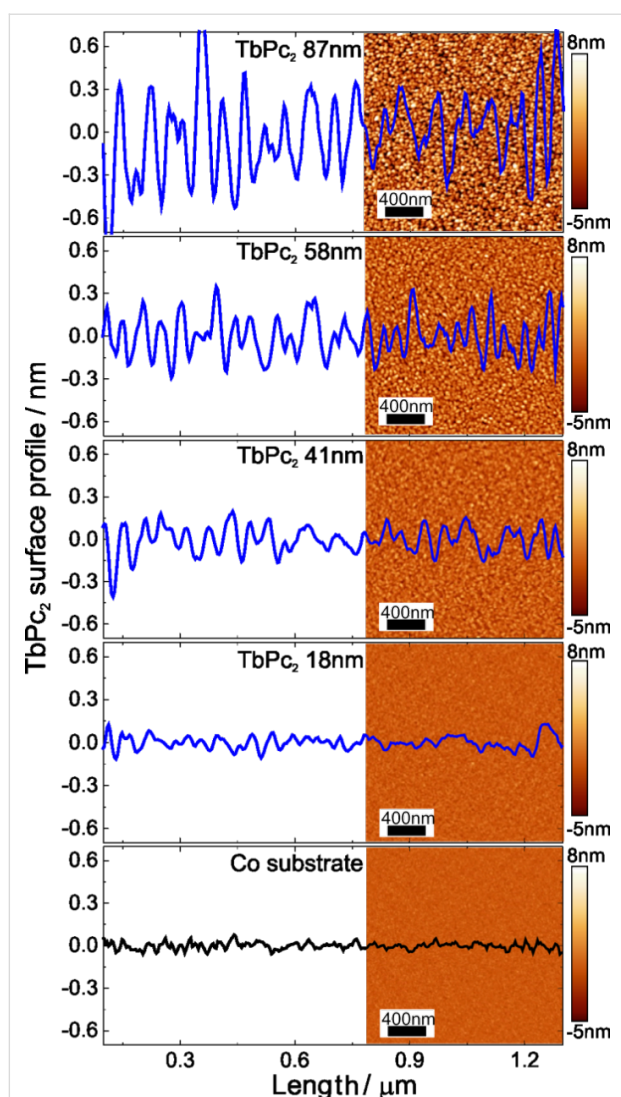 TbPc₂ surface profile / nm
TbPc₂ 87nm
8nm
0.6
0.3
0.0
-0.3
-0.6
400nm
-5nm
TbPc₂ 58nm
8nm
0.6
0.3
0.0
-0.3
-0.6
400nm
-5nm
TbPc₂ 41nm
8nm
0.6
0.3
0.0
-0.3
-0.6
400nm
-5nm
TbPc₂ 18nm
8nm
0.6
0.3
0.0
-0.3
-0.6
400nm
-5nm
Co substrate
8nm
0.6
0.3
0.0
-0.3
-0.6
400nm
-5nm
0.3 0.6 0.9 1.2
Length/ μm